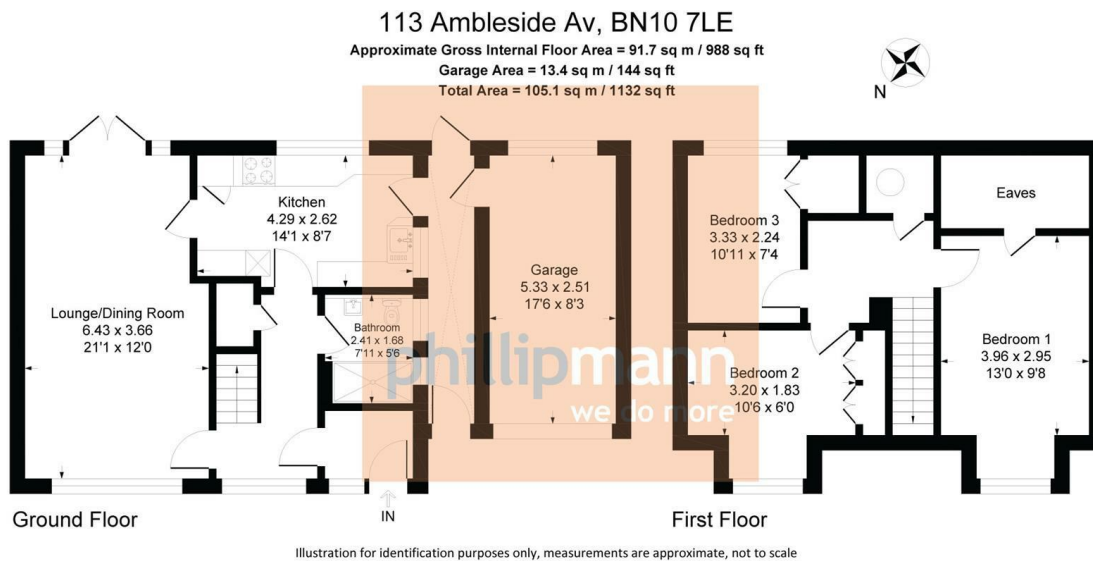 113 Ambleside Av, BN10 7LE
Approximate Gross Internal Floor Area = 91.7 sq m / 988 sq ft
Garage Area = 13.4 sq m / 144 sq ft
Total Area = 105.1 sq m / 1132 sq ft
N
Kitchen
4.29 x 2.62
14'1 x 8'7
Lounge/Dining Room
6.43 x 3.66
21'1 x 12'0
Bathroom
2.41 x 1.68
7'11 x 5'6
Garage
5.33 x 2.51
17'6 x 8'3
IN
Ground Floor
Bedroom 3
3.33 x 2.24
10'11 x 7'4
Eaves
Bedroom 1
3.96 x 2.95
13'0 x 9'8
Bedroom 2
3.20 x 1.83
10'6 x 6'0
First Floor
phillipmann
we do more
Illustration for identification purposes only, measurements are approximate, not to scale